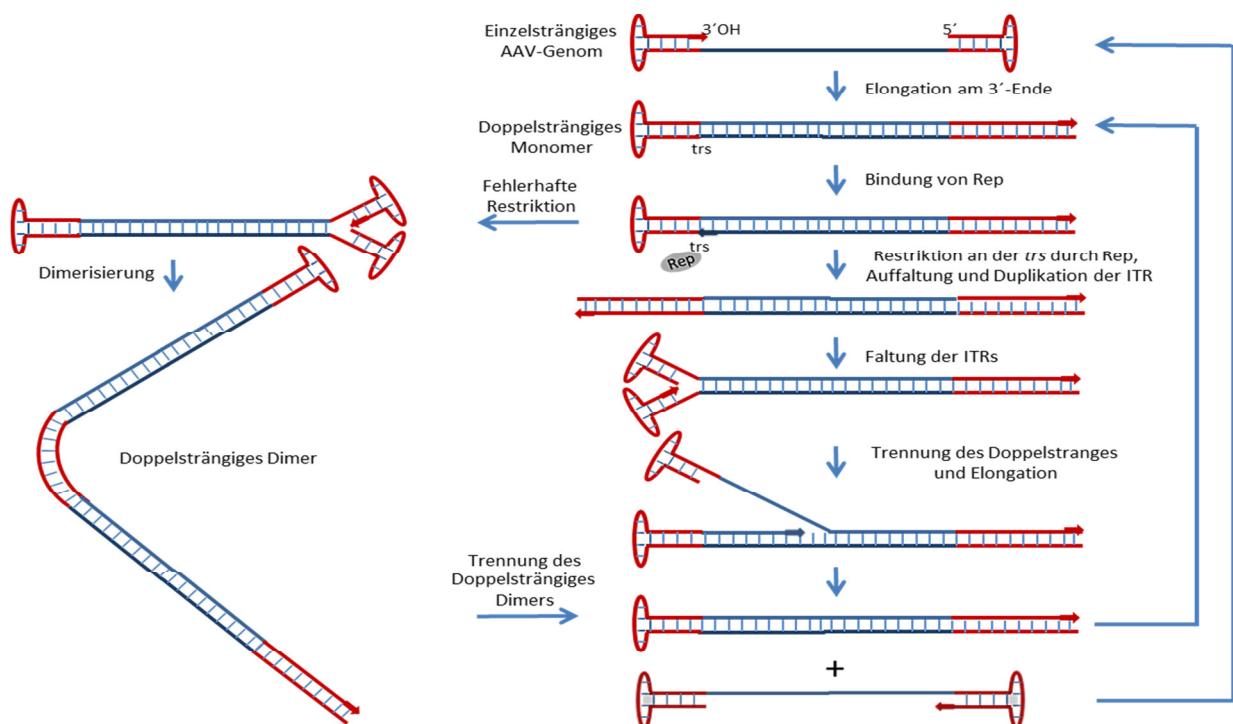 Einzelsträngiges
AAV-Genom
3´OH
5´
Elongation am 3´-Ende
Doppelsträngiges
Monomer
trs
Bindung von Rep
Fehlerhafte
Restriktion
trs
Rep
Restriktion an der trs durch Rep,
Auffaltung und Duplikation der ITR
Dimerisierung
Faltung der ITRs
Doppelsträngiges Dimer
Trennung des Doppelstranges
und Elongation
Trennung des
Doppelsträngiges
Dimers
+